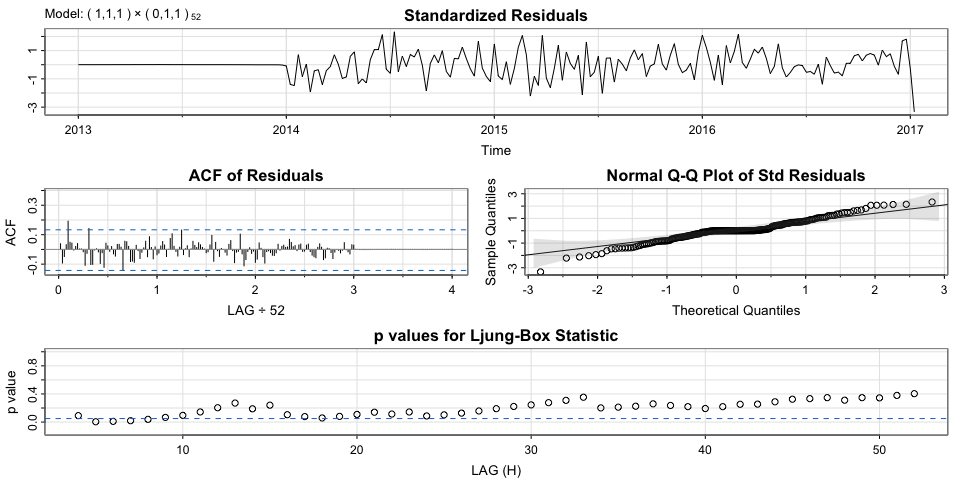 Model: ( 1,1,1 ) × ( 0,1,1 ) 52
Standardized Residuals
1
-1
-3
2013 2014 2015 2016 2017
Time
ACF of Residuals
ACF
0.3
0.1
-0.1
0 1 2 3 4
LAG ÷ 52
Normal Q-Q Plot of Std Residuals
Sample Quantiles
3
1
-1
-3
-3 -2 -1 0 1 2 3
Theoretical Quantiles
p values for Ljung-Box Statistic
p value
0.8
0.4
0.0
10 20 30 40 50
LAG (H)